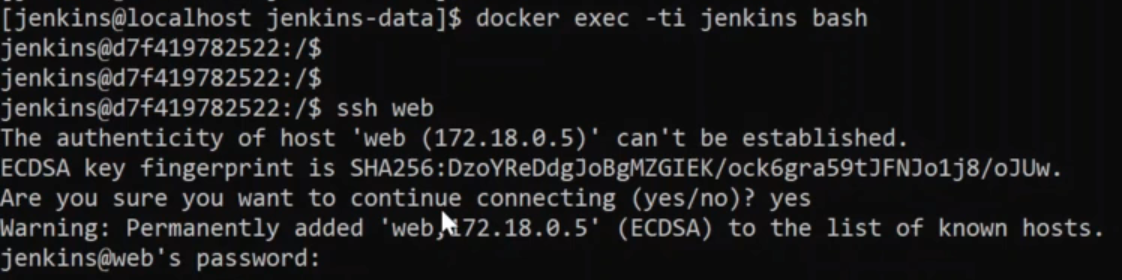 [jenkins@localhost jenkins-data]$ docker exec -ti jenkins bash
jenkins@d7f419782522:/$
jenkins@d7f419782522:/$
jenkins@d7f419782522:/$ ssh web
The authenticity of host 'web (172.18.0.5)' can't be established.
ECDSA key fingerprint is SHA256:DzoYReDdgJoBgMZGIEK/ock6gra59tJFNJo1j8/oJUw.
Are you sure you want to continue connecting (yes/no)? yes
Warning: Permanently added 'web,172.18.0.5' (ECDSA) to the list of known hosts.
jenkins@web's password: